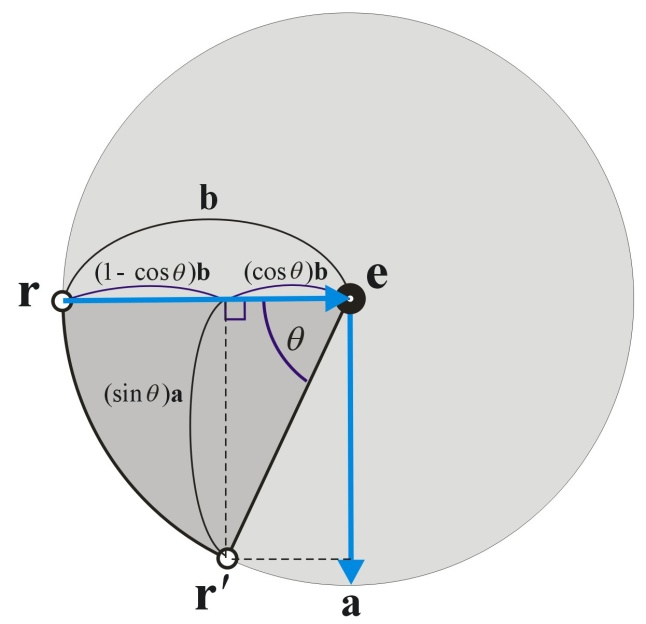 b
(1- cosθ)b
(cosθ)b
e
r
θ
(sinθ)a
r′
a